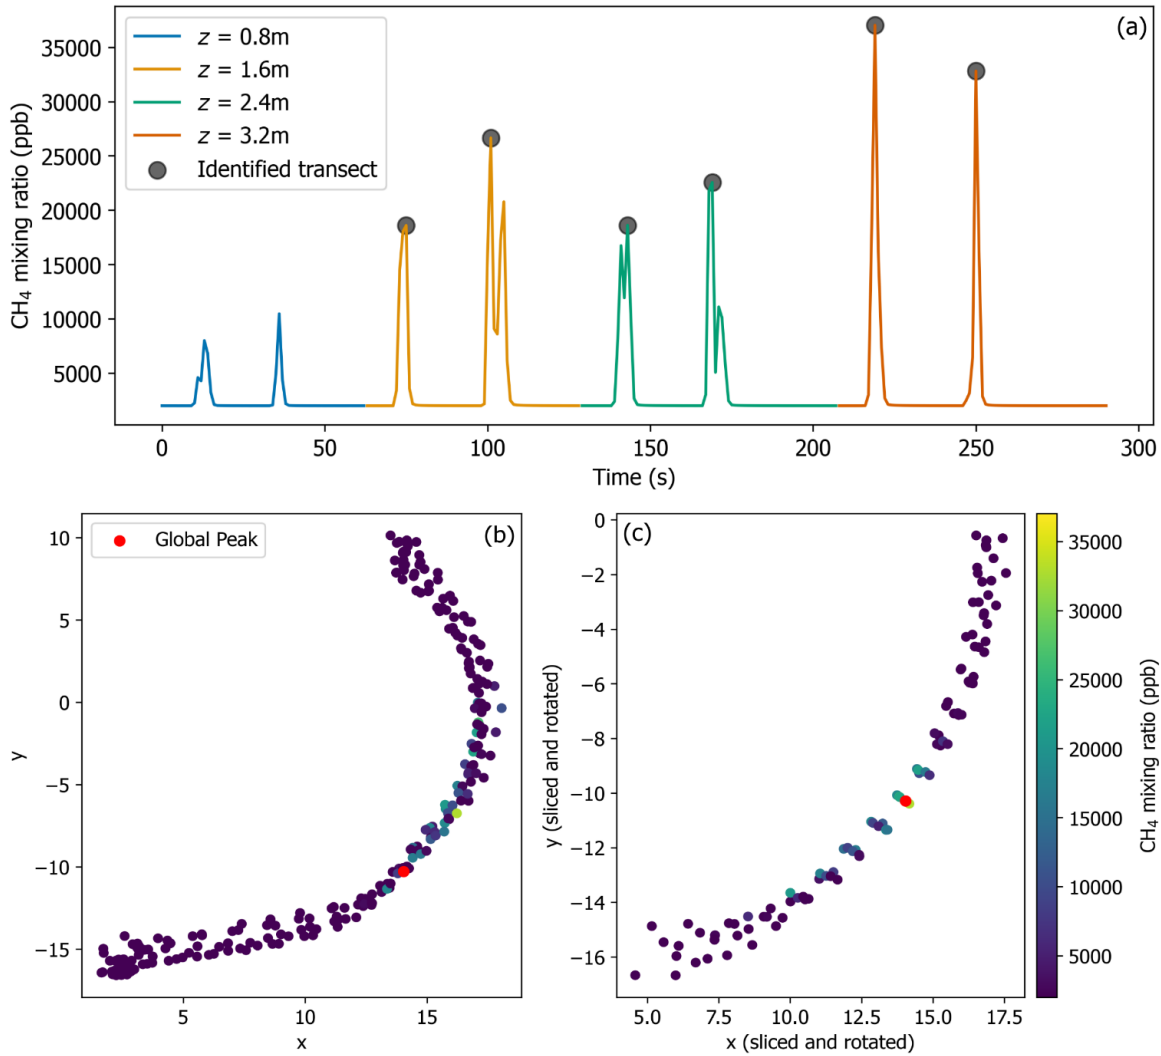 (a)
z = 0.8m
z = 1.6m
z = 2.4m
z = 3.2m
Identified transect
35000
30000
25000
20000
15000
10000
5000
CH₄ mixing ratio (ppb)
0
50
100
150
200
250
300
Time (s)
(b)
Global Peak
10
5
0
−5
−10
−15
y
5
10
15
x
(c)
0
−2
−4
−6
−8
−10
−12
−14
−16
y (sliced and rotated)
5.0
7.5
10.0
12.5
15.0
17.5
x (sliced and rotated)
35000
30000
25000
20000
15000
10000
5000
CH₄ mixing ratio (ppb)